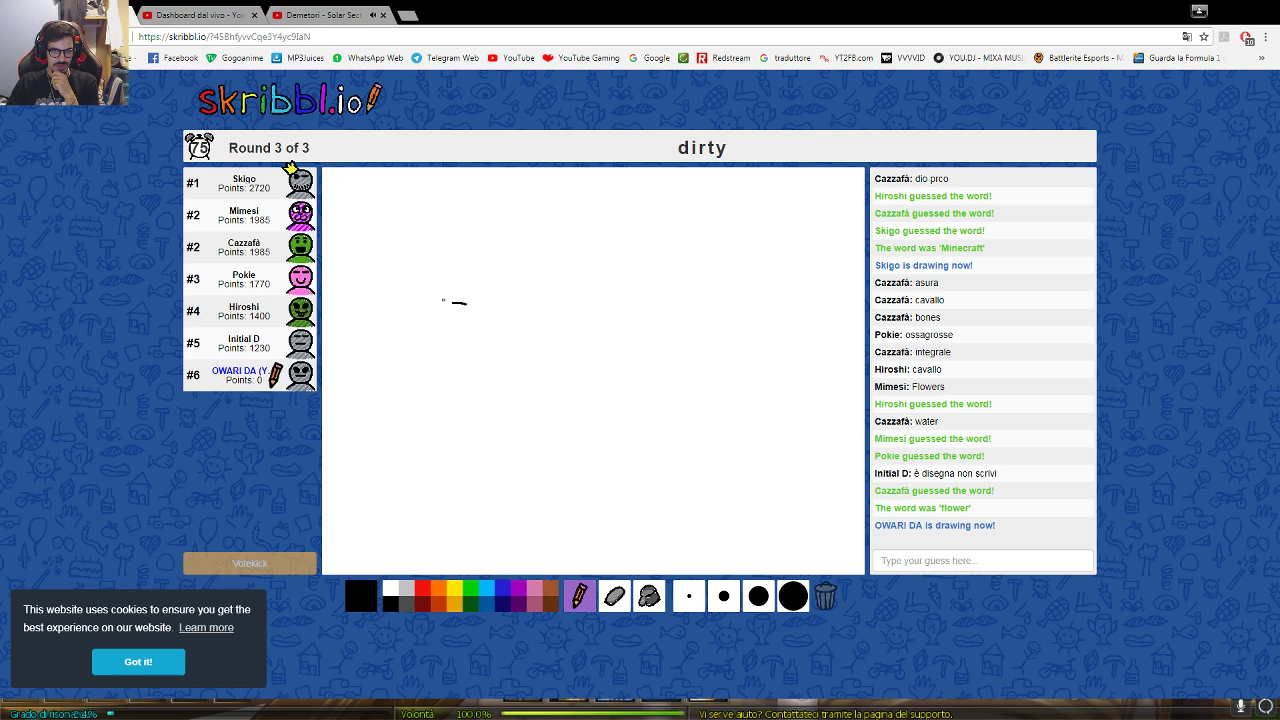 Dashboard dal vivo - You
Demetori - Solar Sect
https://skribbl.io/?45BhfyvvCqe3Y4yc9IaN
Facebook Gogoanime MP3Juices WhatsApp Web Telegram Web YouTube YouTube Gaming Google Redstream traduttore YT2FB.com VVVVID YOU.DJ - MIXA MUSI Battlerite Esports - M Guarda la Formula 1 »
10
skribbl.io
75 Round 3 of 3
dirty
#1 Skigo
Points: 2720
#2 Mimesi
Points: 1985
#2 Cazzafà
Points: 1985
#3 Pokie
Points: 1770
#4 Hiroshi
Points: 1400
#5 Initial D
Points: 1230
#6 OWARI DA (Y
Points: 0
Votekick
Cazzafà: dio prco
Hiroshi guessed the word!
Cazzafà guessed the word!
Skigo guessed the word!
The word was 'Minecraft'
Skigo is drawing now!
Cazzafà: asura
Cazzafà: cavallo
Cazzafà: bones
Pokie: ossagrosse
Cazzafà: integrale
Hiroshi: cavallo
Mimesi: Flowers
Hiroshi guessed the word!
Cazzafà: water
Mimesi guessed the word!
Pokie guessed the word!
Initial D: è disegna non scrivi
Cazzafà guessed the word!
The word was 'flower'
OWARI DA is drawing now!
Type your guess here...
This website uses cookies to ensure you get the
best experience on our website. Learn more
Got it!
Volontà 100.0%
Vi serve aiuto? Contattateci tramite la pagina del supporto.